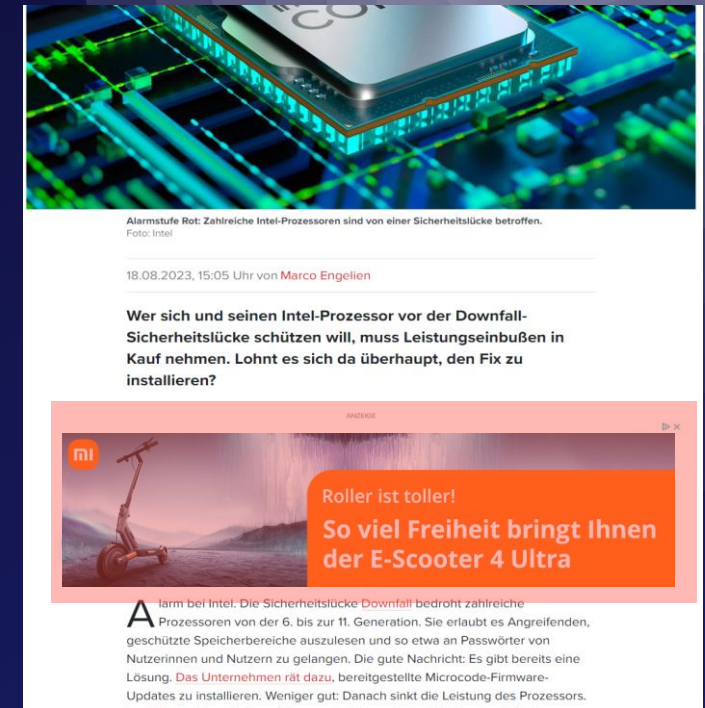 CO
Alarmstufe Rot: Zahlreiche Intel-Prozessoren sind von einer Sicherheitslücke betroffen.
Foto: Intel
18.08.2023, 15:05 Uhr von Marco Engelien
Wer sich und seinen Intel-Prozessor vor der Downfall-
Sicherheitslücke schützen will, muss Leistungseinbußen in
Kauf nehmen. Lohnt es sich da überhaupt, den Fix zu
installieren?
ANZEIGE
mi
Roller ist toller!
So viel Freiheit bringt Ihnen
der E-Scooter 4 Ultra
Alarm bei Intel. Die Sicherheitslücke Downfall bedroht zahlreiche
Prozessoren von der 6. bis zur 11. Generation. Sie erlaubt es Angreifenden,
geschützte Speicherbereiche auszulesen und so etwa an Passwörter von
Nutzerinnen und Nutzern zu gelangen. Die gute Nachricht: Es gibt bereits eine
Lösung. Das Unternehmen rät dazu, bereitgestellte Microcode-Firmware-
Updates zu installieren. Weniger gut: Danach sinkt die Leistung des Prozessors.